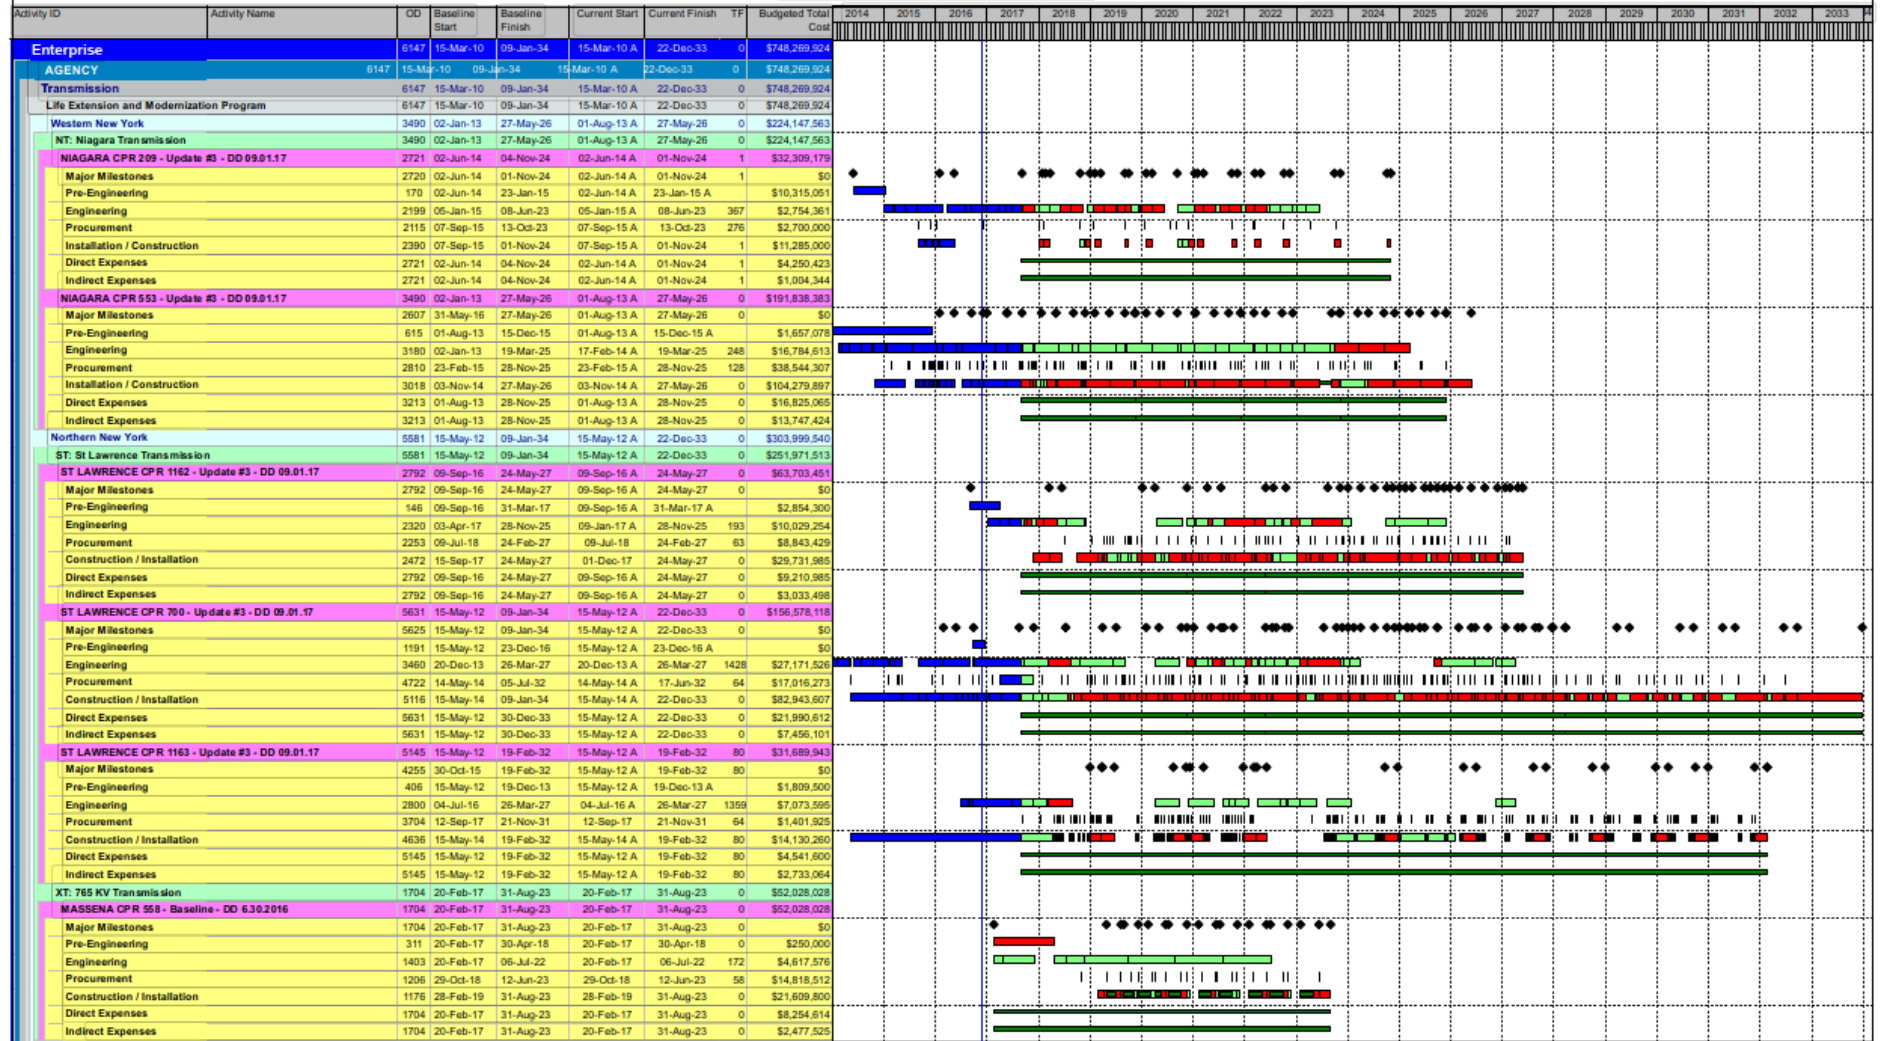 Activity ID Activity Name OD Baseline Start Baseline Finish Current Start Current Finish TF Budgeted Total Cost 2014 2015 2016 2017 2018 2019 2020 2021 2022 2023 2024 2025 2026 2027 2028 2029 2030 2031 2032 2033
Enterprise 6147 15-Mar-10 09-Jan-34 15-Mar-10 A 22-Dec-33 0 $748,269,924
AGENCY 6147 15-Mar-10 09-Jan-34 15-Mar-10 A 22-Dec-33 0 $748,269,924
Transmission 6147 15-Mar-10 09-Jan-34 15-Mar-10 A 22-Dec-33 0 $748,269,924
Life Extension and Modernization Program 6147 15-Mar-10 09-Jan-34 15-Mar-10 A 22-Dec-33 0 $748,269,924
Western New York 3490 02-Jan-13 27-May-26 01-Aug-13 A 27-May-26 0 $224,147,563
NT: Niagara Transmission 3490 02-Jan-13 27-May-26 01-Aug-13 A 27-May-26 0 $224,147,563
NIAGARA CPR 209 - Update #3 - DD 09.01.17 2721 02-Jun-14 04-Nov-24 02-Jun-14 A 01-Nov-24 1 $32,309,179
Major Milestones 2720 02-Jun-14 01-Nov-24 02-Jun-14 A 01-Nov-24 1 $0
Pre-Engineering 170 02-Jun-14 23-Jan-15 02-Jun-14 A 23-Jan-15 A $10,315,051
Engineering 2199 05-Jan-15 08-Jun-23 05-Jan-15 A 08-Jun-23 367 $2,754,361
Procurement 2115 07-Sep-15 13-Oct-23 07-Sep-15 A 13-Oct-23 276 $2,700,000
Installation / Construction 2390 07-Sep-15 01-Nov-24 07-Sep-15 A 01-Nov-24 1 $11,285,000
Direct Expenses 2721 02-Jun-14 04-Nov-24 02-Jun-14 A 01-Nov-24 1 $4,250,423
Indirect Expenses 2721 02-Jun-14 04-Nov-24 02-Jun-14 A 01-Nov-24 1 $1,004,344
NIAGARA CPR 553 - Update #3 - DD 09.01.17 3490 02-Jan-13 27-May-26 01-Aug-13 A 27-May-26 0 $191,838,383
Major Milestones 2607 31-May-16 27-May-26 01-Aug-13 A 27-May-26 0 $0
Pre-Engineering 615 01-Aug-13 15-Dec-15 01-Aug-13 A 15-Dec-15 A $1,657,078
Engineering 3180 02-Jan-13 19-Mar-25 17-Feb-14 A 19-Mar-25 248 $16,784,613
Procurement 2810 23-Feb-15 28-Nov-25 23-Feb-15 A 28-Nov-25 128 $38,544,307
Installation / Construction 3018 03-Nov-14 27-May-26 03-Nov-14 A 27-May-26 0 $104,279,897
Direct Expenses 3213 01-Aug-13 28-Nov-25 01-Aug-13 A 28-Nov-25 0 $16,825,065
Indirect Expenses 3213 01-Aug-13 28-Nov-25 01-Aug-13 A 28-Nov-25 0 $13,747,424
Northern New York 5581 15-May-12 09-Jan-34 15-May-12 A 22-Dec-33 0 $303,999,540
ST: St Lawrence Transmission 5581 15-May-12 09-Jan-34 15-May-12 A 22-Dec-33 0 $251,971,513
ST LAWRENCE CPR 1162 - Update #3 - DD 09.01.17 2792 09-Sep-16 24-May-27 09-Sep-16 A 24-May-27 0 $63,703,451
Major Milestones 2792 09-Sep-16 24-May-27 09-Sep-16 A 24-May-27 0 $0
Pre-Engineering 146 09-Sep-16 31-Mar-17 09-Sep-16 A 31-Mar-17 A $2,854,300
Engineering 2320 03-Apr-17 28-Nov-25 09-Jan-17 A 28-Nov-25 193 $10,029,254
Procurement 2253 09-Jul-18 24-Feb-27 09-Jul-18 24-Feb-27 63 $8,843,429
Construction / Installation 2472 15-Sep-17 24-May-27 01-Dec-17 24-May-27 0 $29,731,985
Direct Expenses 2792 09-Sep-16 24-May-27 09-Sep-16 A 24-May-27 0 $9,210,985
Indirect Expenses 2792 09-Sep-16 24-May-27 09-Sep-16 A 24-May-27 0 $3,033,498
ST LAWRENCE CPR 700 - Update #3 - DD 09.01.17 5631 15-May-12 09-Jan-34 15-May-12 A 22-Dec-33 0 $156,578,118
Major Milestones 5625 15-May-12 09-Jan-34 15-May-12 A 22-Dec-33 0 $0
Pre-Engineering 1191 15-May-12 23-Dec-16 15-May-12 A 23-Dec-16 A $0
Engineering 3460 20-Dec-13 26-Mar-27 20-Dec-13 A 26-Mar-27 1428 $27,171,526
Procurement 4722 14-May-14 05-Jul-32 14-May-14 A 17-Jun-32 64 $17,016,273
Construction / Installation 5116 15-May-14 09-Jan-34 15-May-14 A 22-Dec-33 0 $82,943,607
Direct Expenses 5631 15-May-12 30-Dec-33 15-May-12 A 22-Dec-33 0 $21,990,612
Indirect Expenses 5631 15-May-12 30-Dec-33 15-May-12 A 22-Dec-33 0 $7,456,101
ST LAWRENCE CPR 1163 - Update #3 - DD 09.01.17 5145 15-May-12 19-Feb-32 15-May-12 A 19-Feb-32 80 $31,689,943
Major Milestones 4255 30-Oct-15 19-Feb-32 15-May-12 A 19-Feb-32 80 $0
Pre-Engineering 406 15-May-12 19-Dec-13 15-May-12 A 19-Dec-13 A $1,809,500
Engineering 2800 04-Jul-16 26-Mar-27 04-Jul-16 A 26-Mar-27 1359 $7,073,595
Procurement 3704 12-Sep-17 21-Nov-31 12-Sep-17 21-Nov-31 64 $1,401,925
Construction / Installation 4636 15-May-14 19-Feb-32 15-May-14 A 19-Feb-32 80 $14,130,260
Direct Expenses 5145 15-May-12 19-Feb-32 15-May-12 A 19-Feb-32 80 $4,541,600
Indirect Expenses 5145 15-May-12 19-Feb-32 15-May-12 A 19-Feb-32 80 $2,733,064
XT: 765 KV Transmission 1704 20-Feb-17 31-Aug-23 20-Feb-17 31-Aug-23 0 $52,028,028
MASSENA CPR 558 - Baseline - DD 6.30.2016 1704 20-Feb-17 31-Aug-23 20-Feb-17 31-Aug-23 0 $52,028,028
Major Milestones 1704 20-Feb-17 31-Aug-23 20-Feb-17 31-Aug-23 0 $0
Pre-Engineering 311 20-Feb-17 30-Apr-18 20-Feb-17 30-Apr-18 0 $250,000
Engineering 1403 20-Feb-17 06-Jul-22 20-Feb-17 06-Jul-22 172 $4,617,576
Procurement 1206 29-Oct-18 12-Jun-23 29-Oct-18 12-Jun-23 58 $14,818,512
Construction / Installation 1176 28-Feb-19 31-Aug-23 28-Feb-19 31-Aug-23 0 $21,609,800
Direct Expenses 1704 20-Feb-17 31-Aug-23 20-Feb-17 31-Aug-23 0 $8,254,614
Indirect Expenses 1704 20-Feb-17 31-Aug-23 20-Feb-17 31-Aug-23 0 $2,477,525